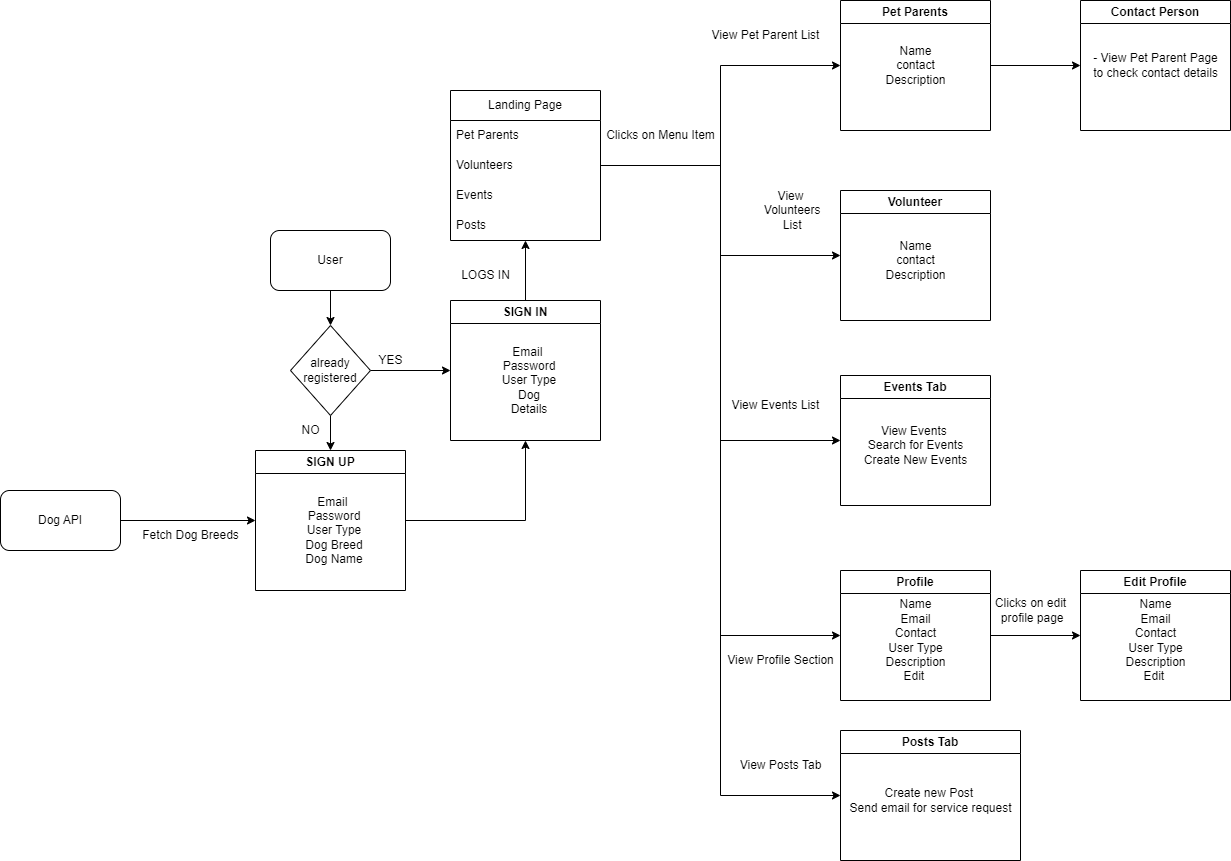 Pet Parents
Name
contact
Description
Contact Person
- View Pet Parent Page
to check contact details
View Pet Parent List
Landing Page
Pet Parents
Volunteers
Events
Posts
Clicks on Menu Item
View
Volunteers
List
Volunteer
Name
contact
Description
User
LOGS IN
already
registered
YES
NO
SIGN IN
Email
Password
User Type
Dog
Details
View Events List
Events Tab
View Events
Search for Events
Create New Events
SIGN UP
Email
Password
User Type
Dog Breed
Dog Name
Dog API
Fetch Dog Breeds
View Profile Section
Profile
Name
Email
Contact
User Type
Description
Edit
Clicks on edit
profile page
Edit Profile
Name
Email
Contact
User Type
Description
Edit
View Posts Tab
Posts Tab
Create new Post
Send email for service request